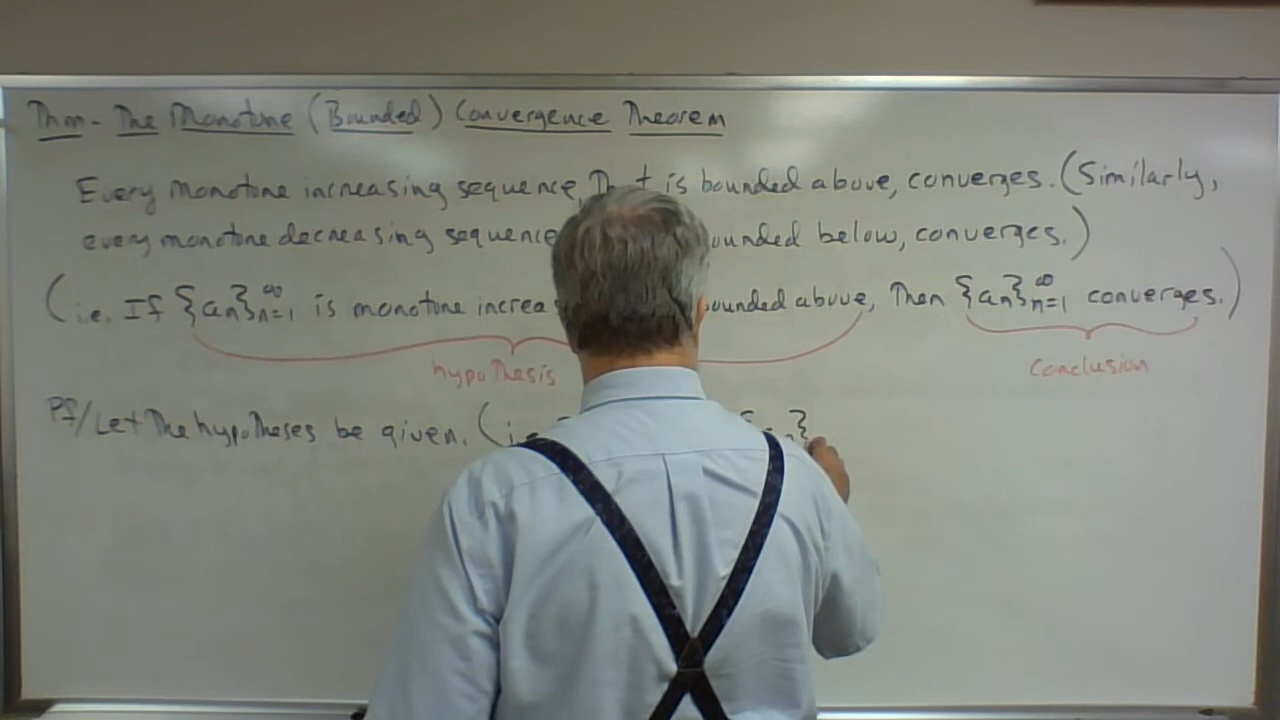 Thm - The Monotone (Bounded) Convergence Theorem
Every monotone increasing sequence, is bounded above, converges. (Similarly,
every monotone decreasing sequence below, converges.)
(i.e. If {an}∞n=1 is monotone above, Then {an}∞n=1 converges.)
hypothesis conclusion
Pf/Let The hypotheses be given. (i.e.